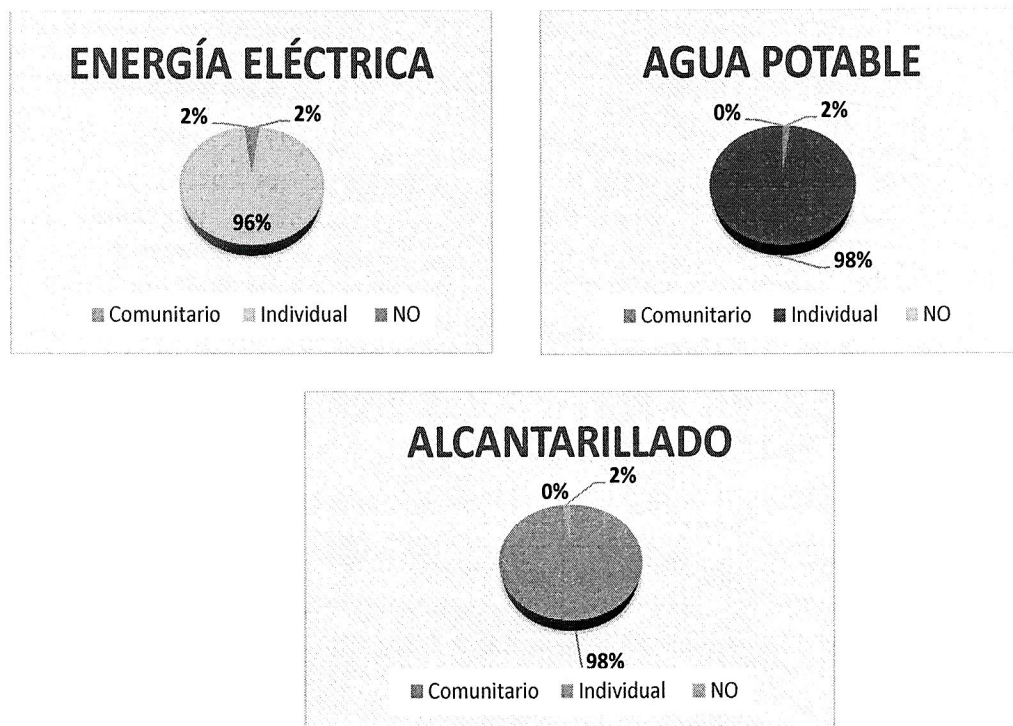 ENERGÍA ELÉCTRICA
2% 2%
96%
Comunitario Individual NO
AGUA POTABLE
0% 2%
98%
Comunitario Individual NO
ALCANTARILLADO
0% 2%
98%
Comunitario Individual NO